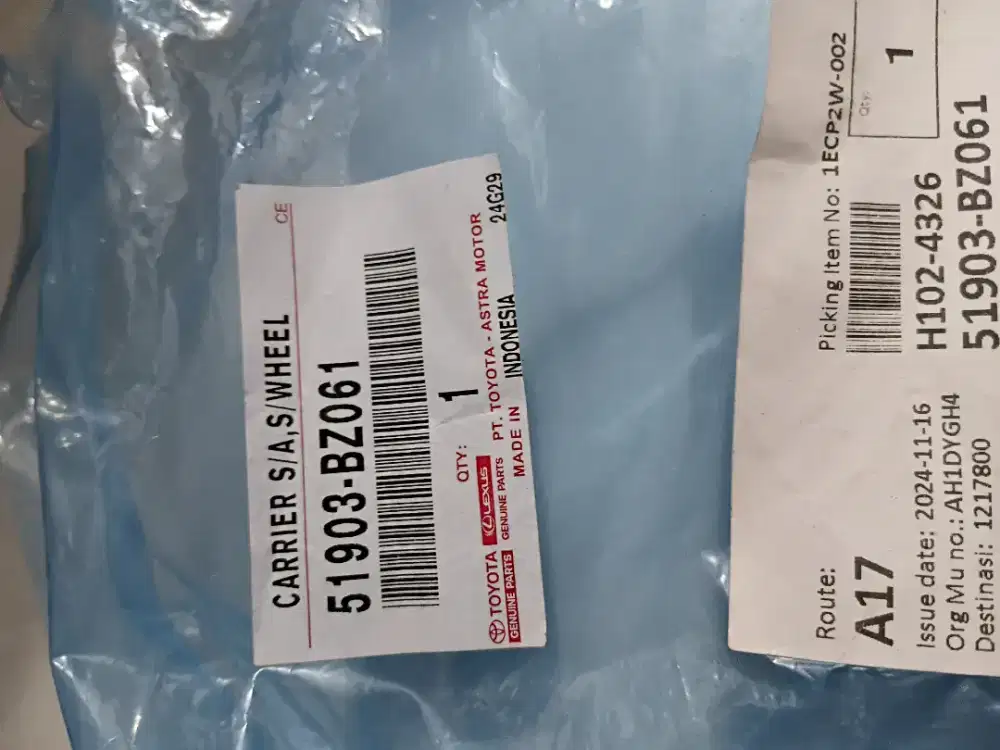 CE
CARRIER S/A,S/WHEEL
51903-BZ061
QTY: 1
TOYOTA
GENUINE PARTS
LEXUS
GENUINE PARTS
PT. TOYOTA - ASTRA MOTOR
MADE IN INDONESIA
24G29
Route:
A17
Picking Item No: 1ECP2W-002
Qty:
1
Issue date: 2024-11-16
H102-4326
Org Mu no.: AH1DYGH4
Destinasi: 1217800
51903-BZ061